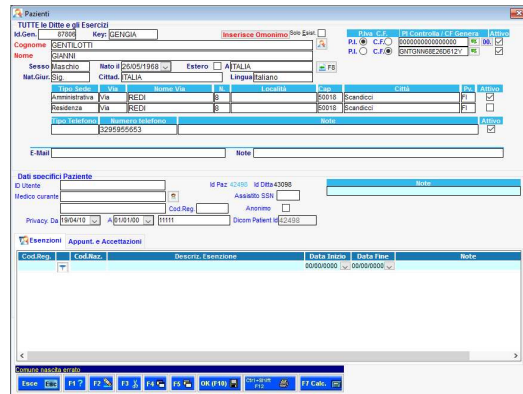 Pazienti
TUTTE le Ditte e gli Esercizi
Id.Gen. 87806 Key: GENGIA Inserisce Omonimo Solo Esist. P.Iva C.F. PI Controlla / CF Genera Attivo
Cognome GENTILOTTI P.I. C.F. 0000000000000000 00.
Nome GIANNI P.I. C.F. GNTGNN68E26D612Y
Sesso Maschio Nato il 26/05/1968 Estero A ITALIA F8
Nat.Giur. Sig. Cittad. ITALIA Lingua Italiano
Tipo Sede Via Nome Via N. Località Cap Città Pv. Attivo
Amministrativa Via REDI 8 50018 Scandicci FI
Residenza Via REDI 8 50018 Scandicci FI
Tipo Telefono Numero telefono Note Attivo
3295955653
E-Mail Note
Dati specifici Paziente
ID Utente Id Paz 42498 Id Ditta 43098 Note
Medico curante Assistito SSN
Cod.Reg. Anonimo
Privacy. Da 19/04/10 A 01/01/00 11111 Dicom Patient Id 42498
Esenzioni Appunt. e Accettazioni
Cod.Reg. Cod.Naz. Descriz. Esenzione Data Inizio Data Fine Note
00/00/0000 00/00/0000
Comune nascita errato
Esce Esc F1 ? F2 F3 F4 F5 OK (F10) Ctrl+Shift F12 F7 Calc.